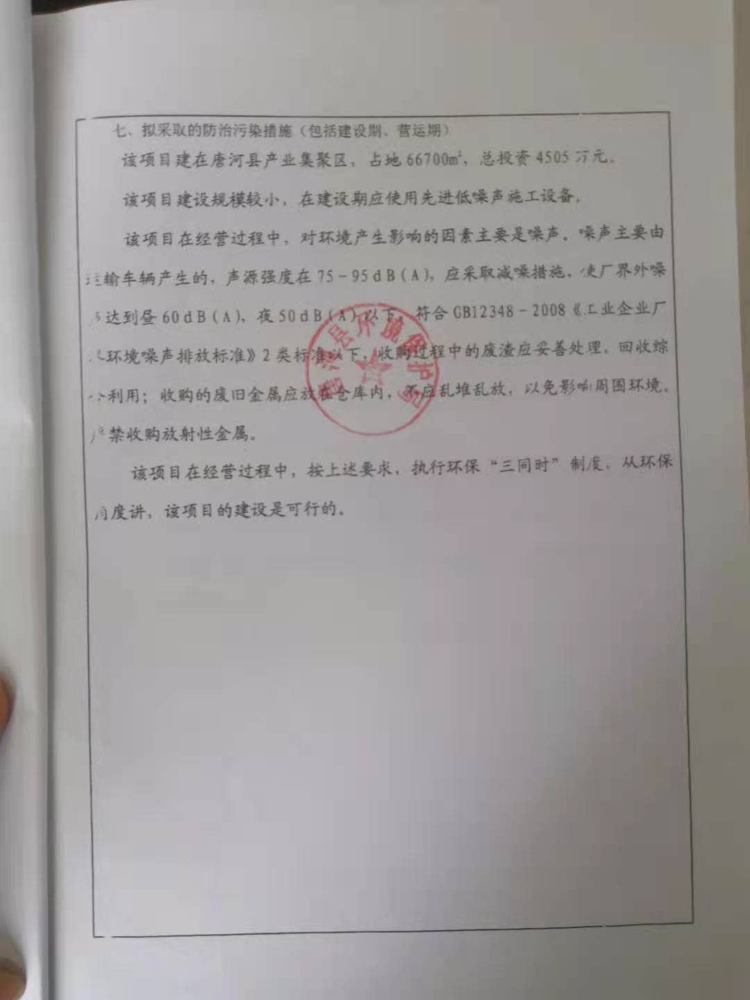 七、拟采取的防治污染措施（包括建设期、营运期）
该项目建在唐河县产业集聚区，占地66700m²，总投资4505万元。
该项目建设规模较小，在建设期应使用先进低噪声施工设备。
该项目在经营过程中，对环境产生影响的因素主要是噪声。噪声主要由
运输车辆产生的，声源强度在75-95dB(A)，应采取减噪措施，使厂界外噪
声达到昼60dB(A)，夜50dB(A)以下，符合GB12348-2008《工业企业厂
环境噪声排放标准》2类标准以下，收购过程中的废渣应妥善处理，回收综
合利用；收购的废旧金属应放在仓库内，不应乱堆乱放，以免影响周围环境。
严禁收购放射性金属。
该项目在经营过程中，按上述要求，执行环保“三同时”制度，从环保
角度讲，该项目的建设是可行的。
唐河县环境保护局